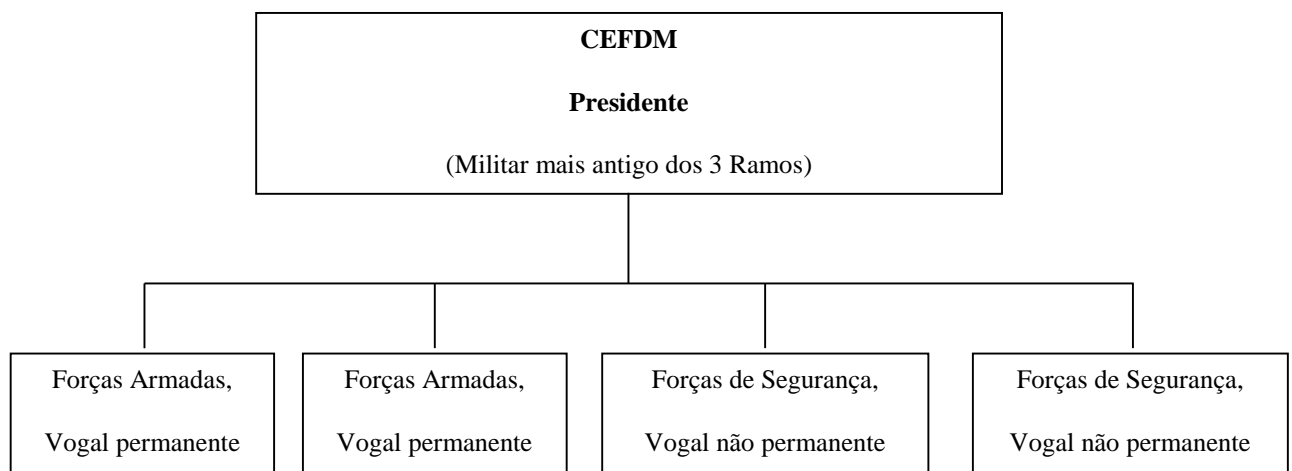 CEFDM
Presidente
(Militar mais antigo dos 3 Ramos)
Forças Armadas,
Vogal permanente
Forças Armadas,
Vogal permanente
Forças de Segurança,
Vogal não permanente
Forças de Segurança,
Vogal não permanente